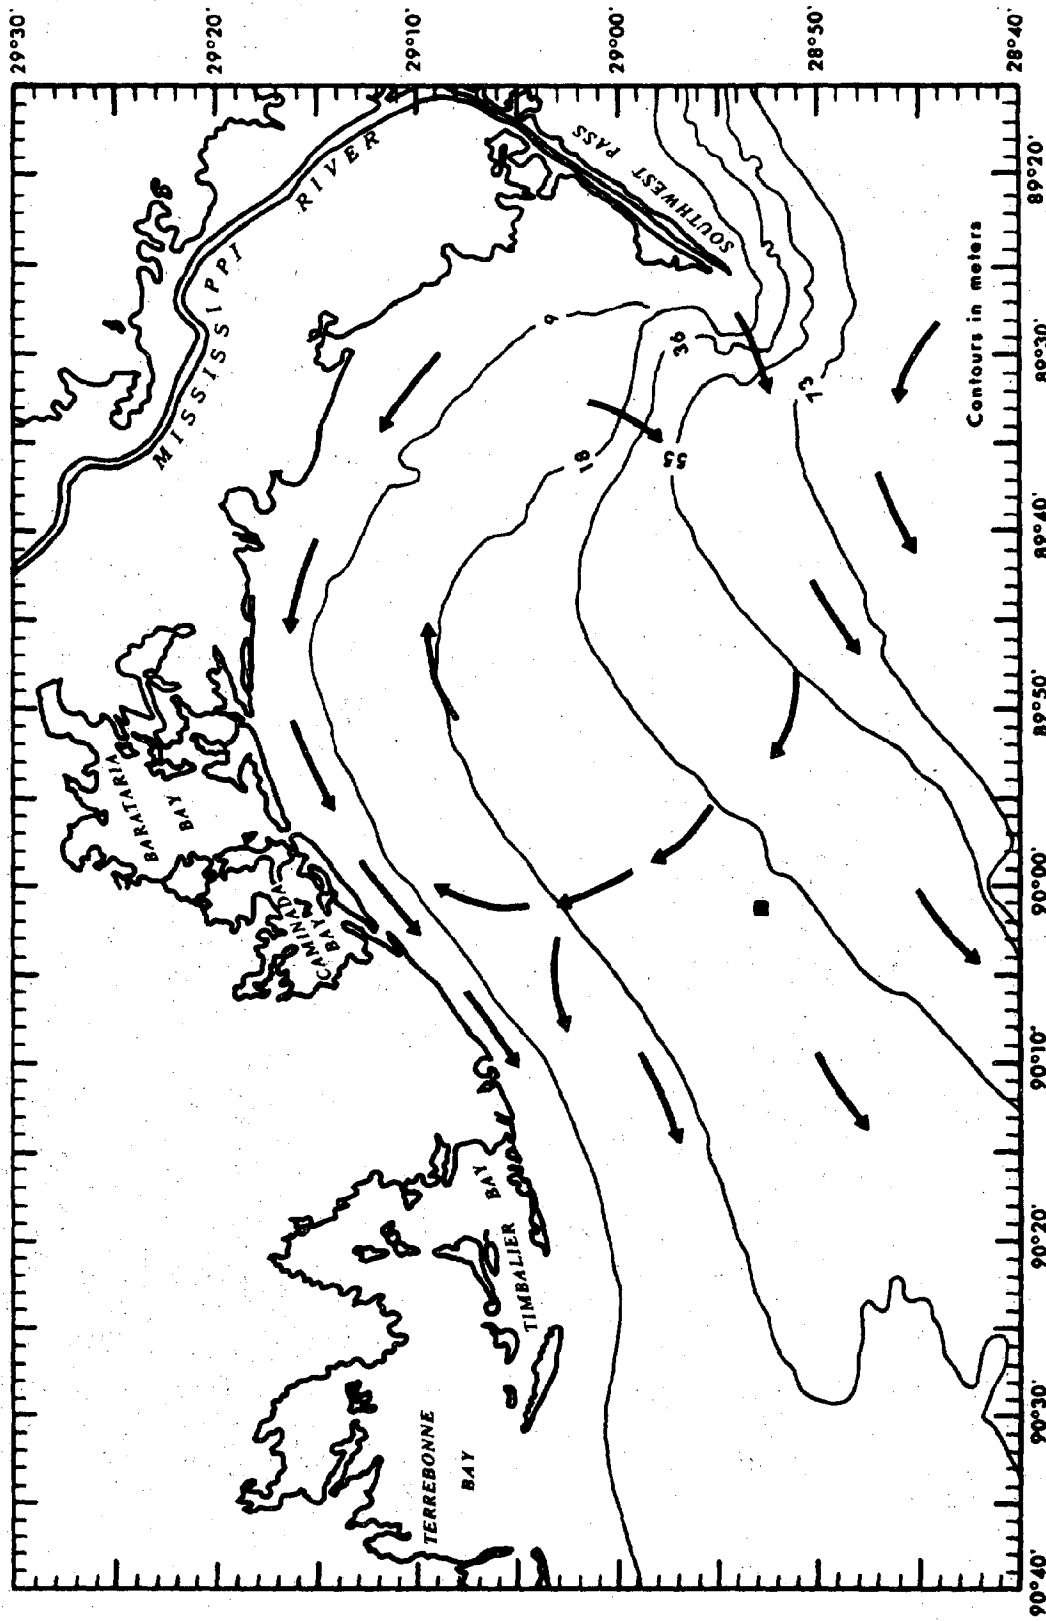 29°30'
29°20'
29°10'
29°00'
28°50'
28°40'
MISSISSIPPI
RIVER
SOUTHWEST PASS
BARATARIA
BAY
CAMINADA
BAY
TIMBALIER
BAY
TERREBONNE
BAY
9
18
36
55
73
Contours in meters
90°40'
90°30'
90°20'
90°10'
90°00'
89°50'
89°40'
89°30'
89°20'